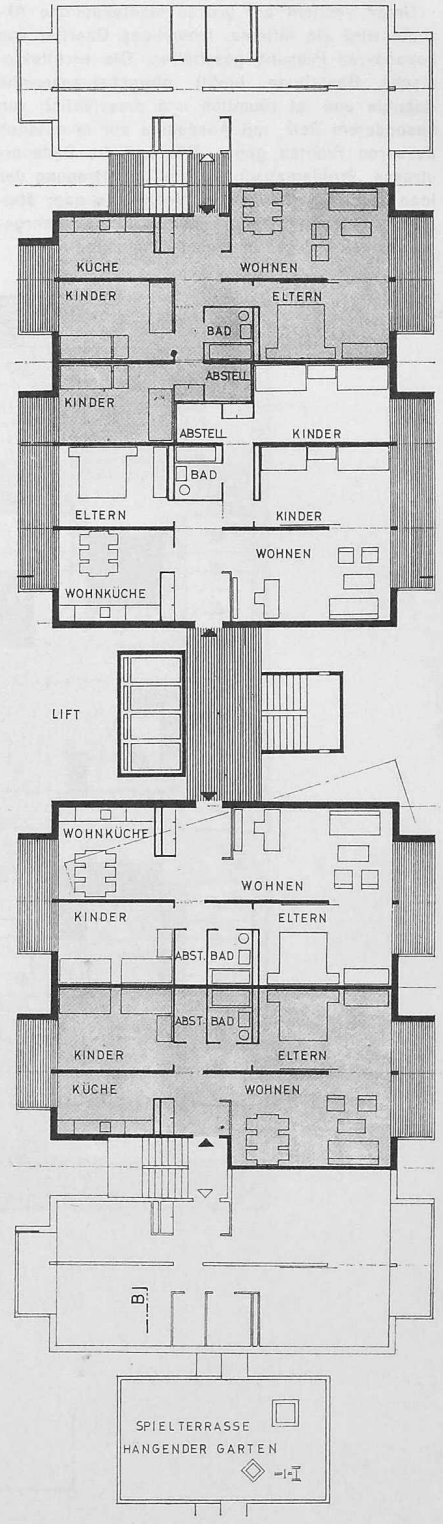 KÜCHE WOHNEN
KINDER ELTERN
BAD
ABSTELL
KINDER
ABSTELL KINDER
BAD
ELTERN KINDER
WOHNEN
WOHNKÜCHE
LIFT
WOHNKÜCHE
WOHNEN
KINDER ELTERN
ABST. BAD
ABST. BAD
KINDER ELTERN
KÜCHE WOHNEN
B
SPIELTERRASSE
HÄNGENDER GARTEN